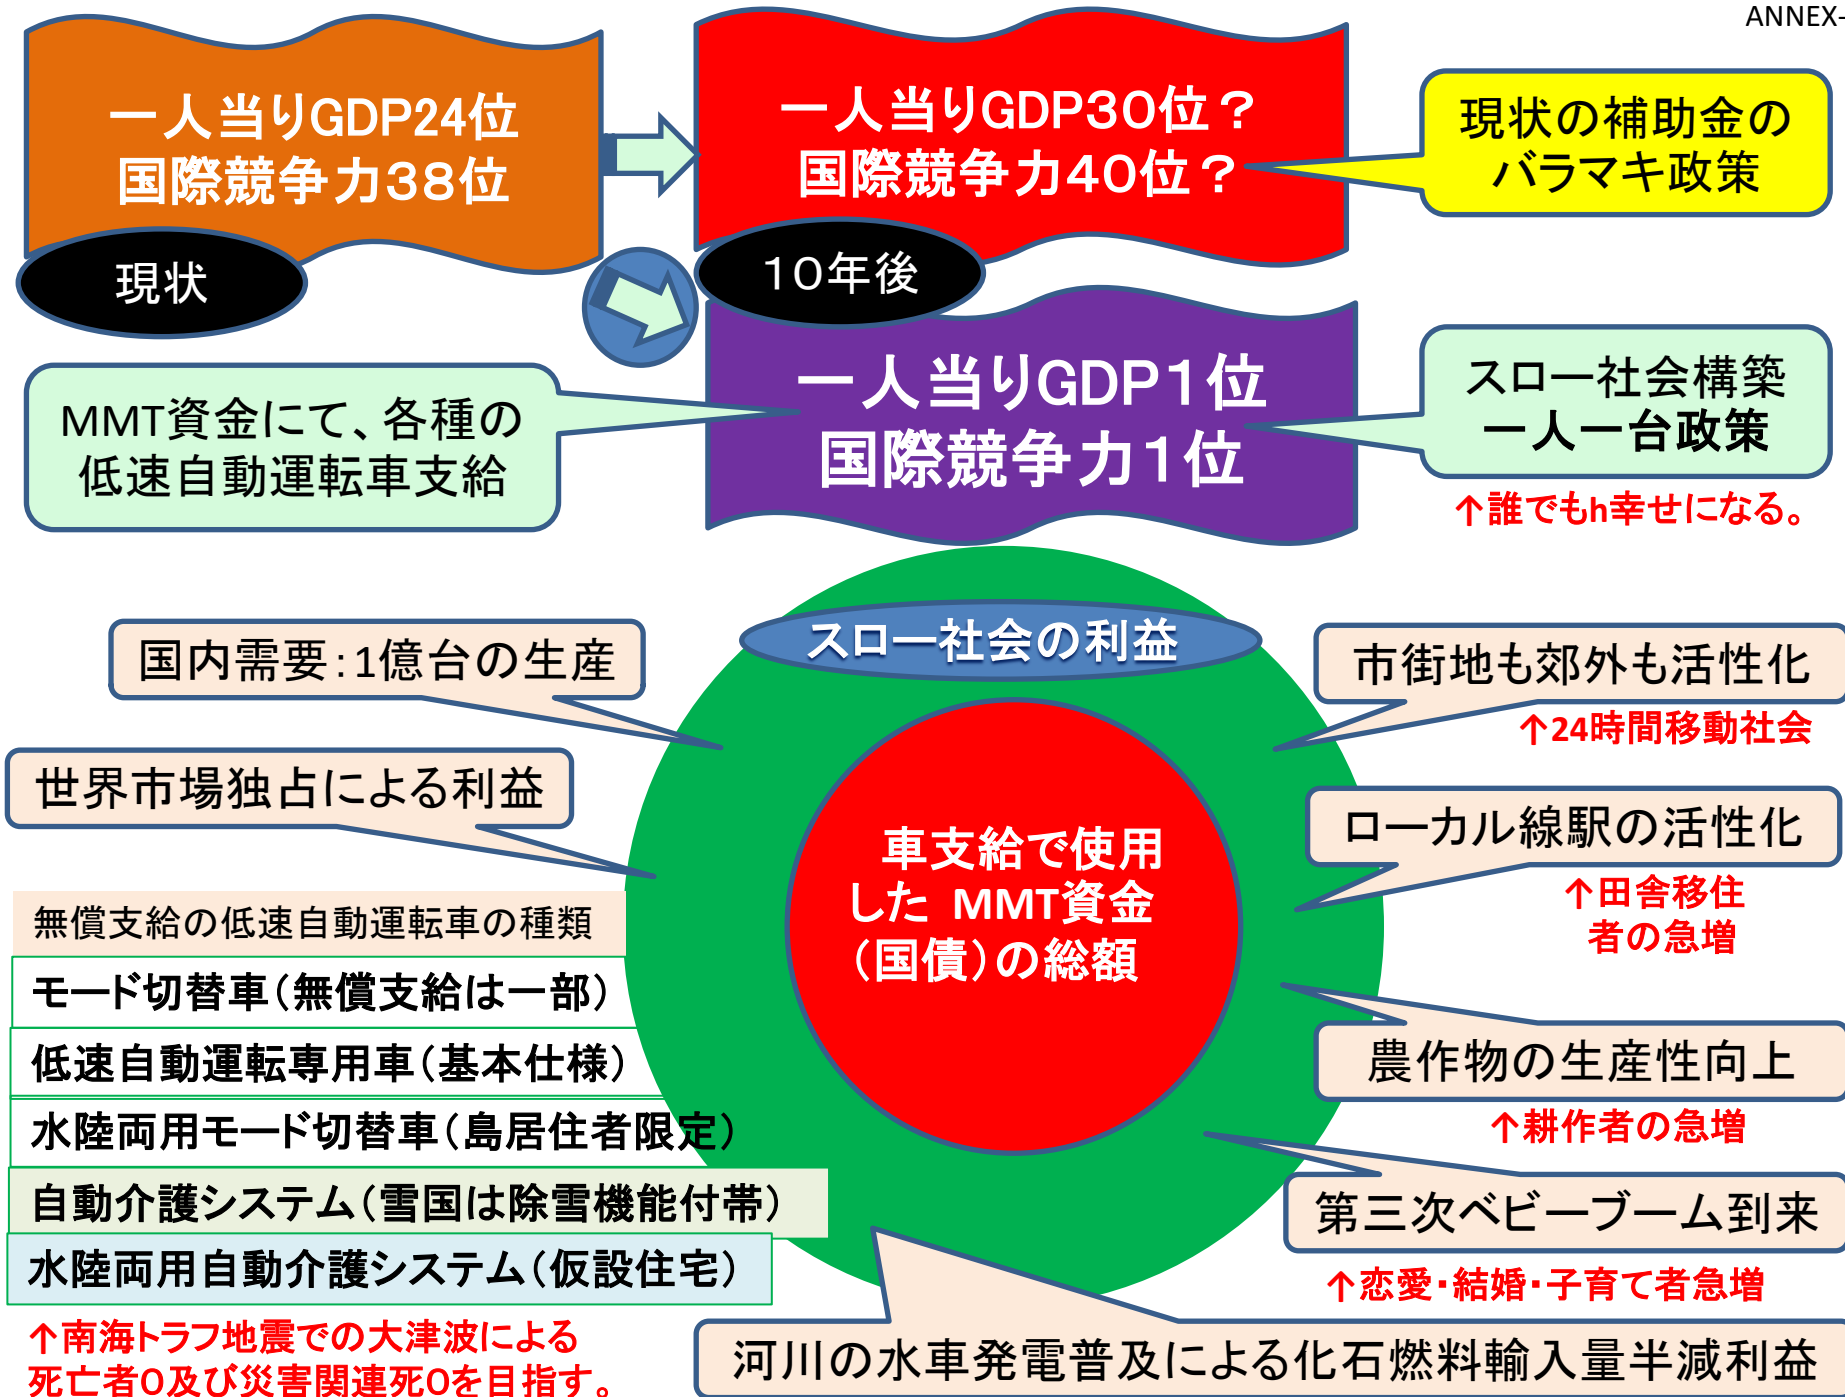 ANNEX-
一人当りGDP24位
国際競争力38位
現状
一人当りGDP30位?
国際競争力40位?
10年後
現状の補助金の
バラマキ政策
MMT資金にて、各種の
低速自動運転車支給
一人当りGDP1位
国際競争力1位
スロー社会構築
一人一台政策
↑誰でもh幸せになる。
スロー社会の利益
国内需要:1億台の生産
世界市場独占による利益
車支給で使用
した MMT資金
(国債)の総額
市街地も郊外も活性化
↑24時間移動社会
ローカル線駅の活性化
↑田舎移住
者の急増
農作物の生産性向上
↑耕作者の急増
第三次ベビーブーム到来
↑恋愛・結婚・子育て者急増
河川の水車発電普及による化石燃料輸入量半減利益
無償支給の低速自動運転車の種類
モード切替車(無償支給は一部)
低速自動運転専用車(基本仕様)
水陸両用モード切替車(島居住者限定)
自動介護システム(雪国は除雪機能付帯)
水陸両用自動介護システム(仮設住宅)
↑南海トラフ地震での大津波による
死亡者0及び災害関連死0を目指す。